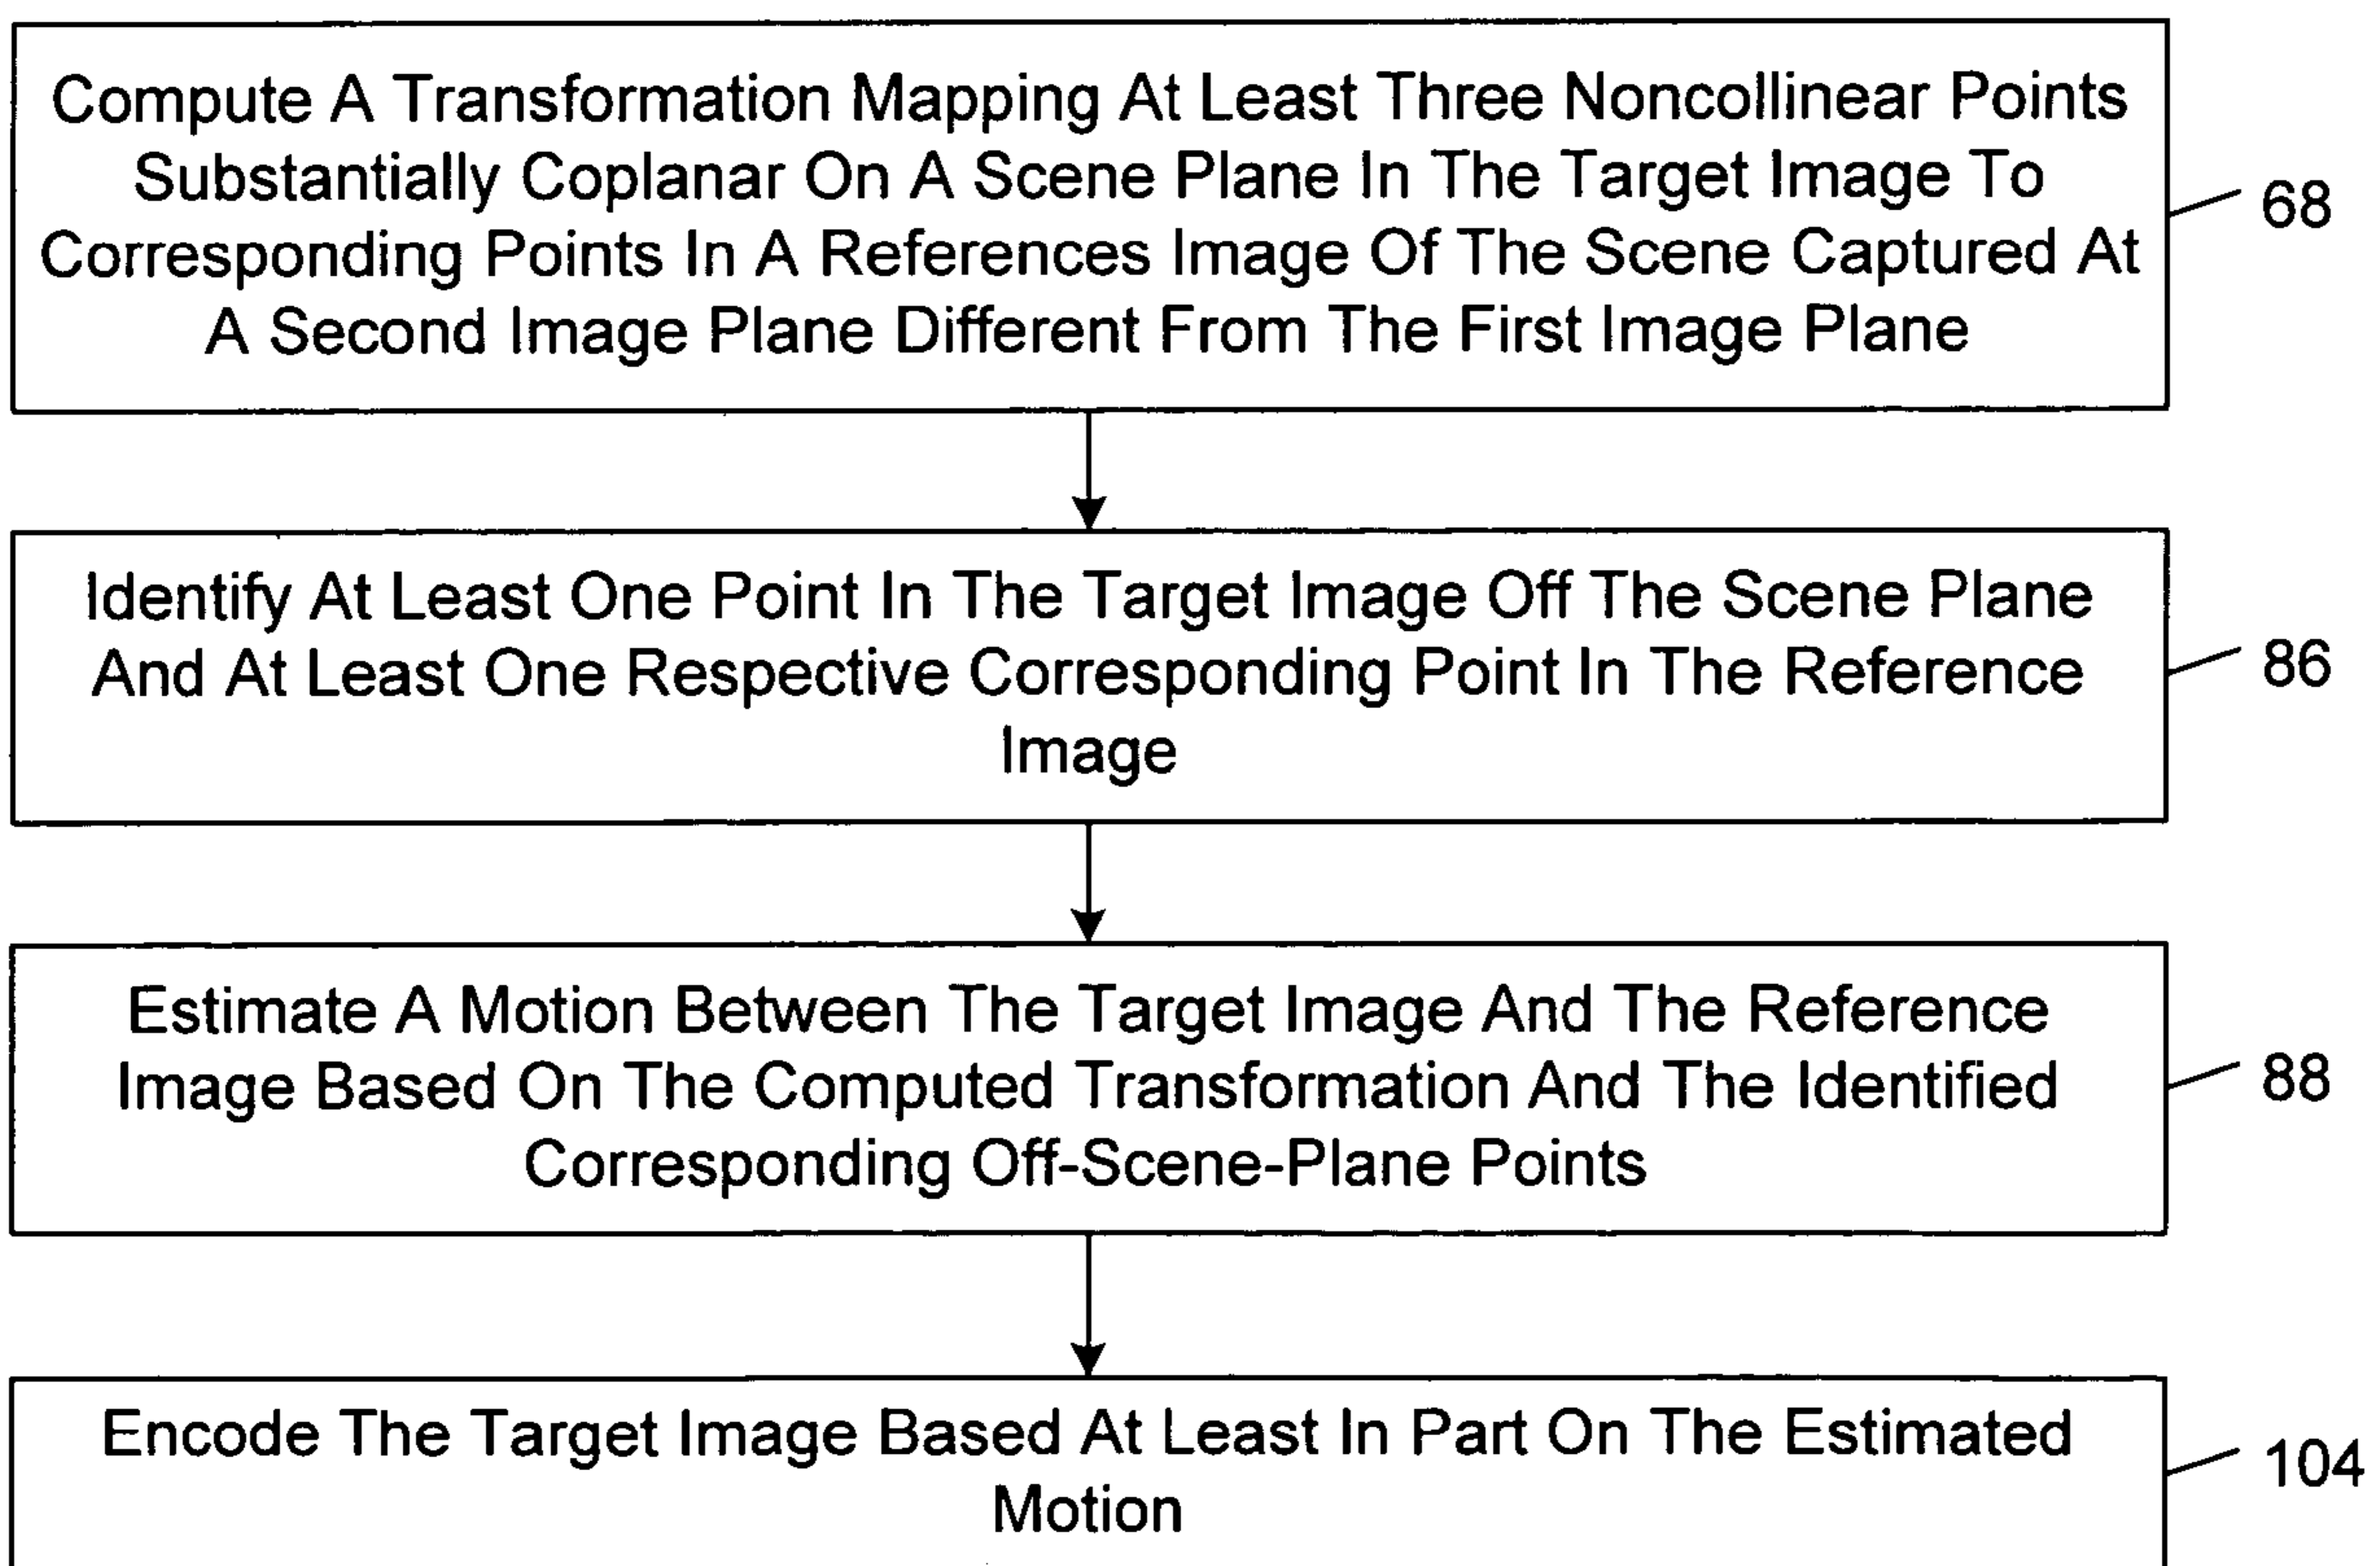 Compute A Transformation Mapping At Least Three Noncollinear Points
Substantially Coplanar On A Scene Plane In The Target Image To
Corresponding Points In A References Image Of The Scene Captured At
A Second Image Plane Different From The First Image Plane
68
Identify At Least One Point In The Target Image Off The Scene Plane
And At Least One Respective Corresponding Point In The Reference
Image
86
Estimate A Motion Between The Target Image And The Reference
Image Based On The Computed Transformation And The Identified
Corresponding Off-Scene-Plane Points
88
Encode The Target Image Based At Least In Part On The Estimated
Motion
104